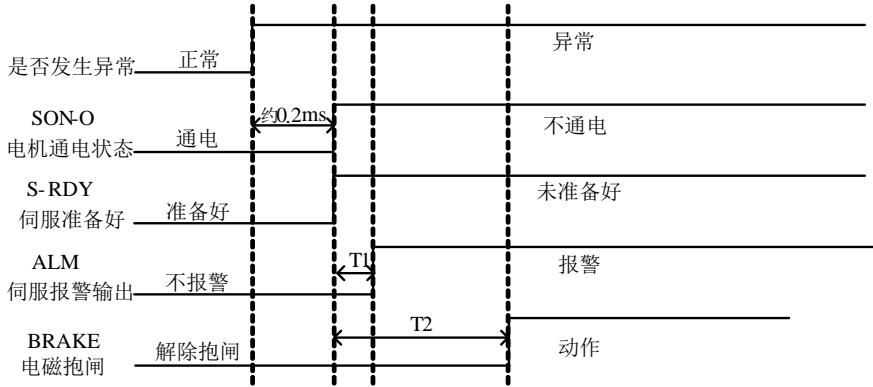 是否发生异常 正常 异常
SON-O
电机通电状态 通电 约0.2ms 不通电
S-RDY
伺服准备好 准备好 未准备好
ALM
伺服报警输出 不报警 T1 报警
BRAKE
电磁抱闸 解除抱闸 T2 动作